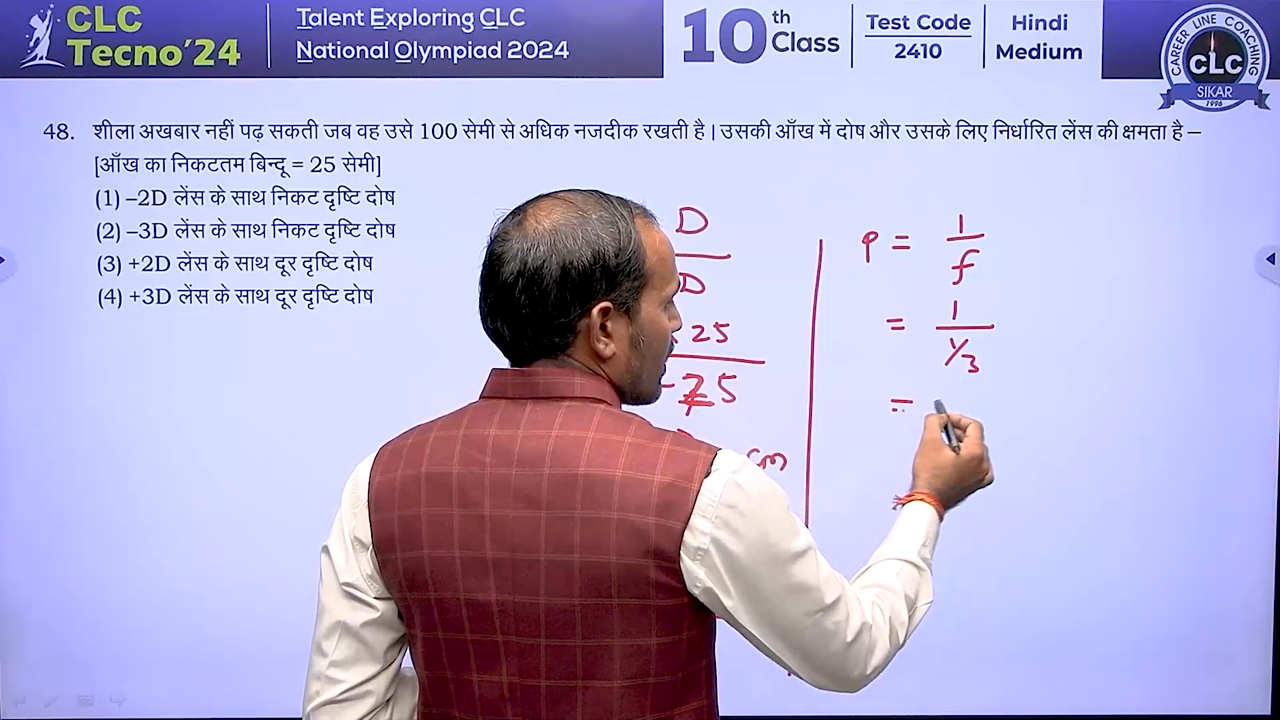 CLC
Tecno'24
Talent Exploring CLC
National Olympiad 2024
10th Class
Test Code
2410
Hindi
Medium
CAREER LINE COACHING
CLC
SIKAR
1996
48. शीला अखबार नहीं पढ़ सकती जब वह उसे 100 सेमी से अधिक नजदीक रखती है। उसकी आँख में दोष और उसके लिए निर्धारित लेंस की क्षमता है –
[आँख का निकटतम बिन्दू = 25 सेमी]
(1) –2D लेंस के साथ निकट दृष्टि दोष
(2) –3D लेंस के साथ निकट दृष्टि दोष
(3) +2D लेंस के साथ दूर दृष्टि दोष
(4) +3D लेंस के साथ दूर दृष्टि दोष
D
D
25
-75
cm
P = 1/f
= 1/(1/3)
=